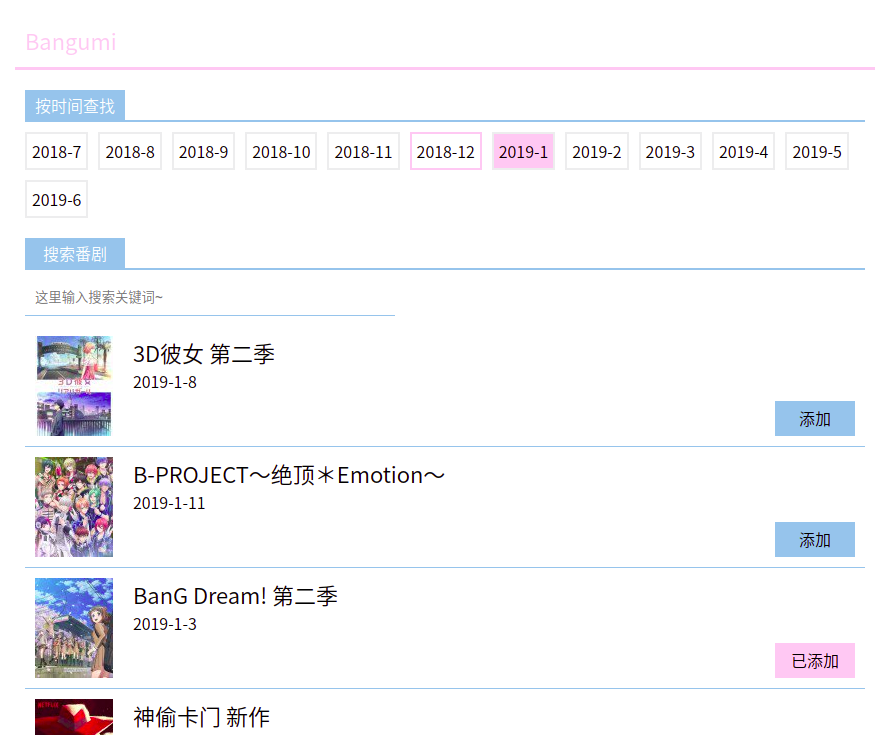 Bangumi
按时间查找
2018-7 2018-8 2018-9 2018-10 2018-11 2018-12 2019-1 2019-2 2019-3 2019-4 2019-5
2019-6
搜索番剧
这里输入搜索关键词~
3D彼女 第二季
2019-1-8
添加
B-PROJECT～绝顶＊Emotion～
2019-1-11
添加
BanG Dream! 第二季
2019-1-3
已添加
NETFLIX
神偷卡门 新作